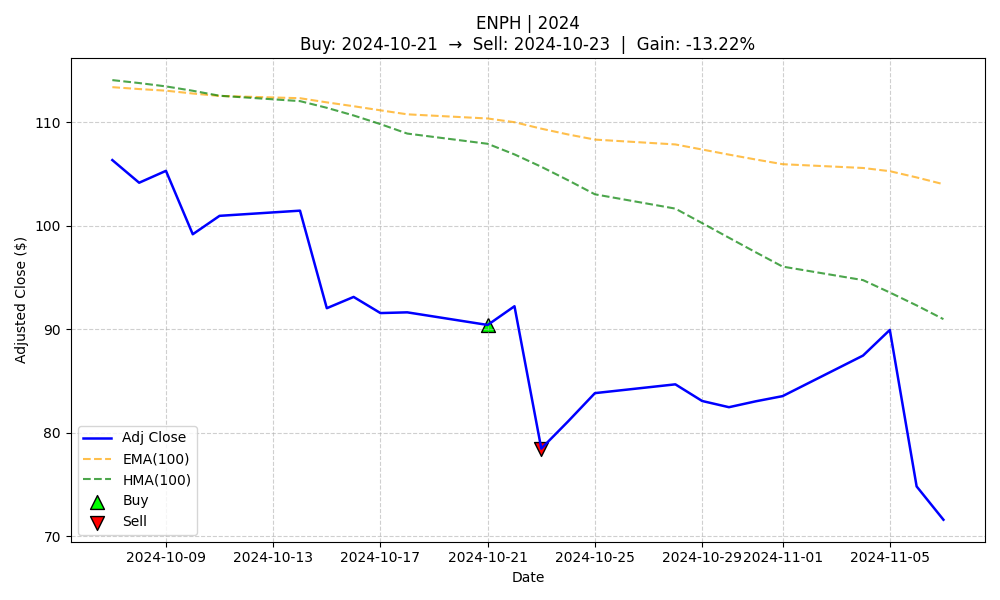 ENPH | 2024
Buy: 2024-10-21 → Sell: 2024-10-23 | Gain: -13.22%
Adjusted Close ($)
110
100
90
80
70
Adj Close
EMA(100)
HMA(100)
Buy
Sell
2024-10-09 2024-10-13 2024-10-17 2024-10-21 2024-10-25 2024-10-29 2024-11-01 2024-11-05
Date